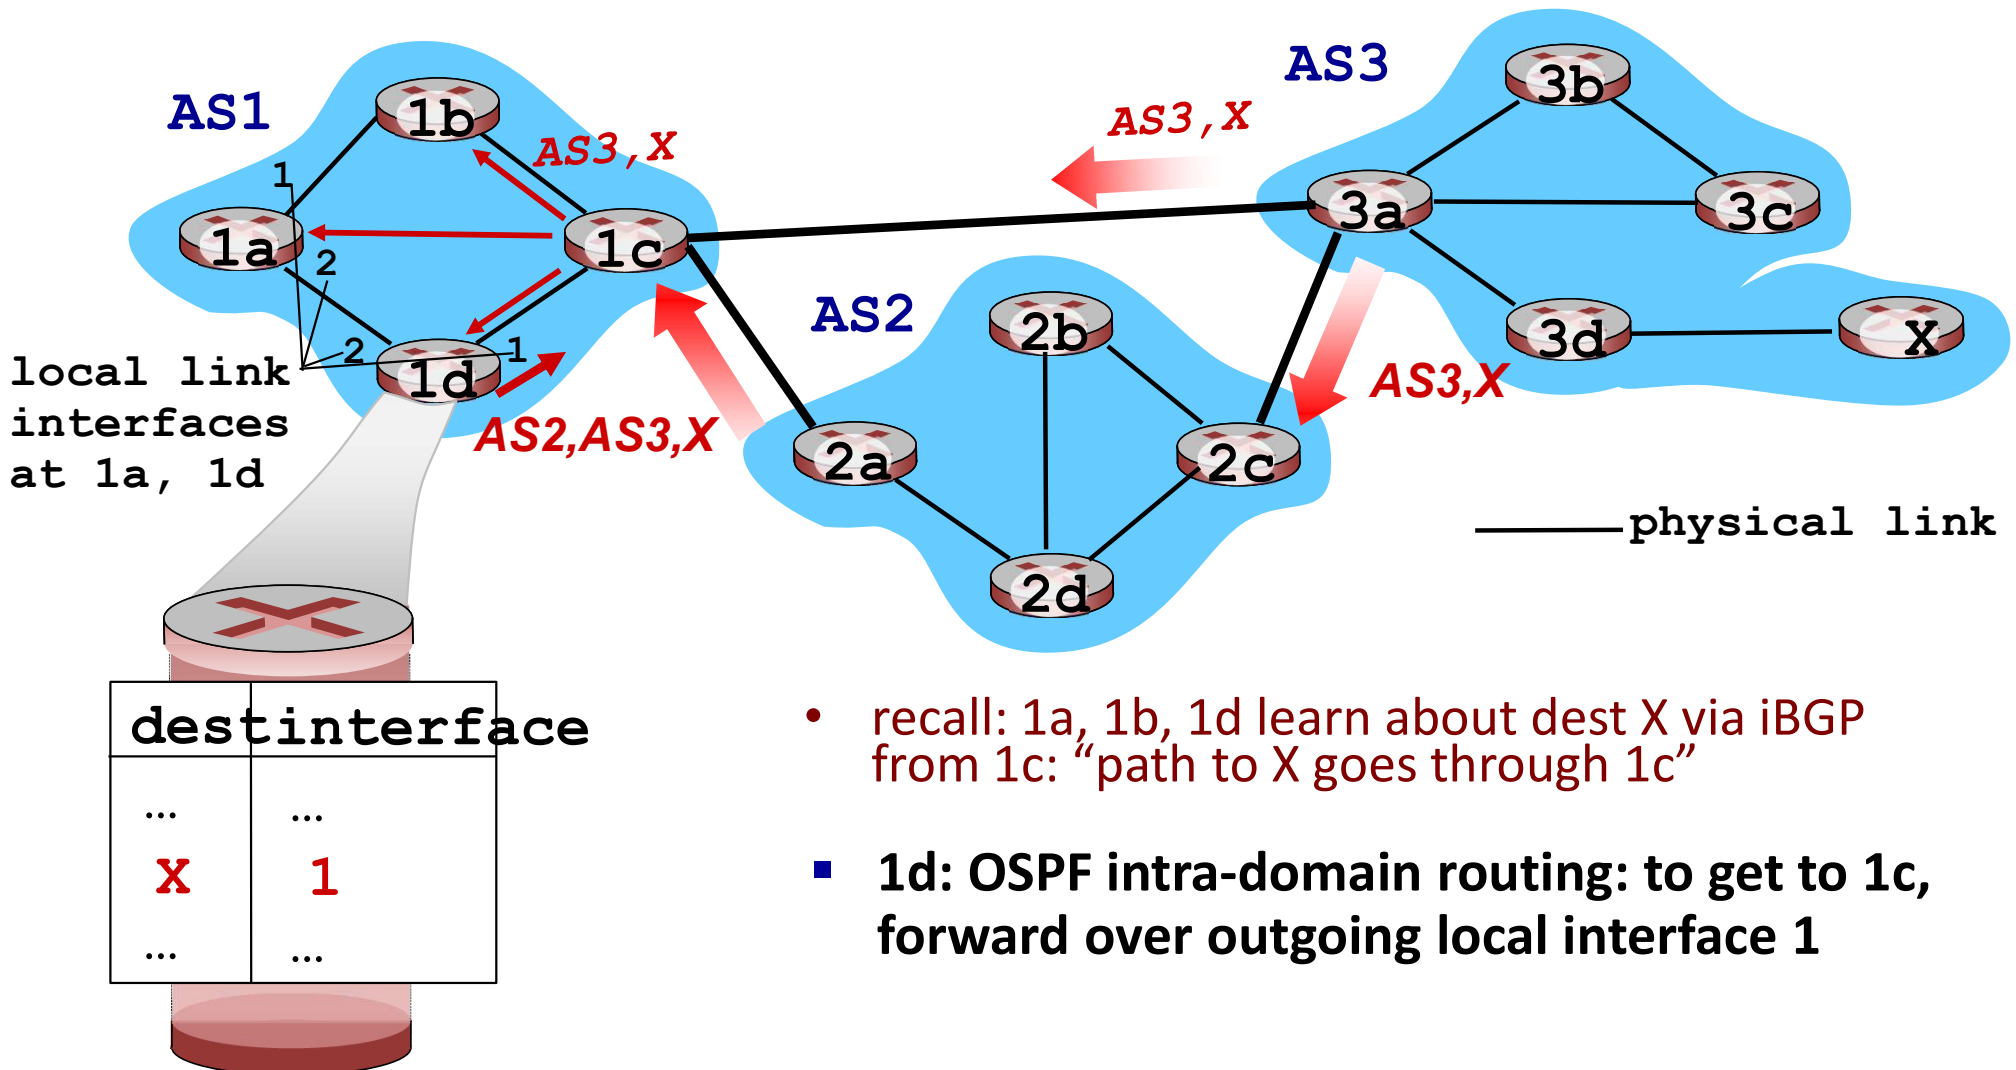 AS1
AS3
AS2
1b
1a
1c
1d
1
2
2
1
AS3,X
AS3,X
AS3,X
AS2,AS3,X
3b
3a
3c
3d
X
2b
2a
2c
2d
local link
interfaces
at 1a, 1d
physical link
dest interface
… …
X 1
… …
• recall: 1a, 1b, 1d learn about dest X via iBGP
from 1c: “path to X goes through 1c”
▪ 1d: OSPF intra-domain routing: to get to 1c,
forward over outgoing local interface 1